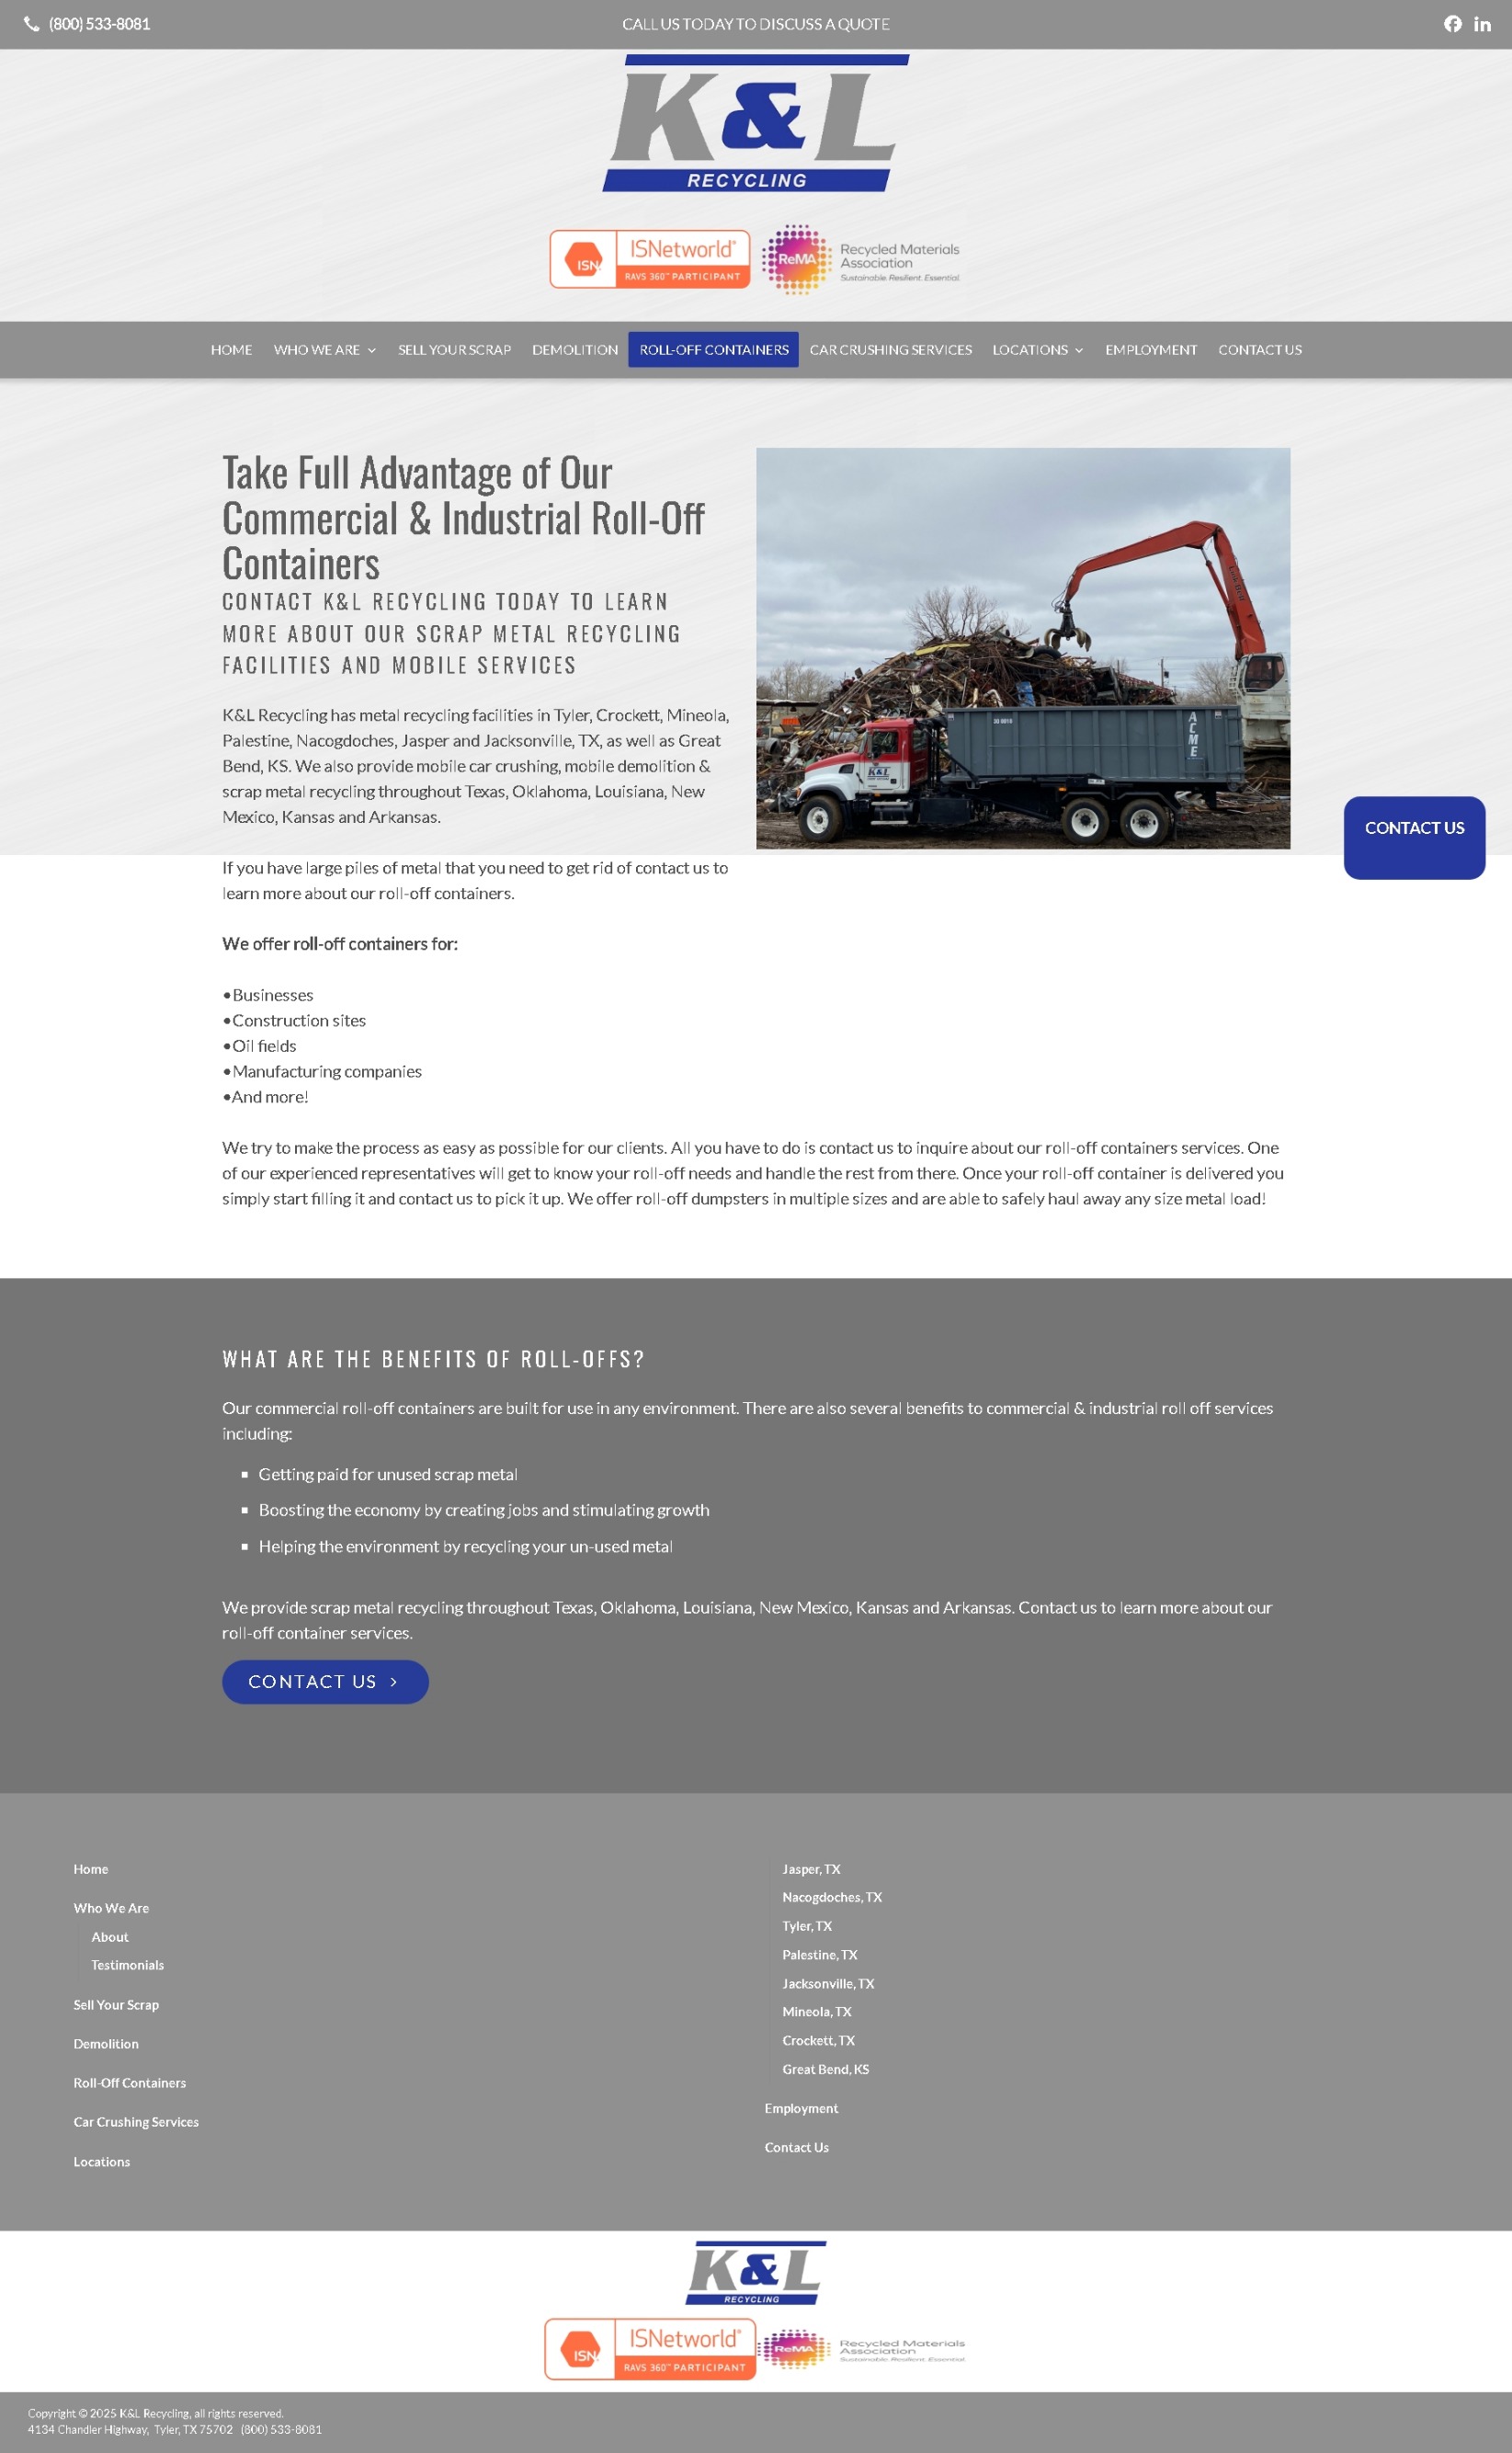 (800) 533-8081
CALL US TODAY TO DISCUSS A QUOTE
K&L
RECYCLING
ISN
ISNetworld®
RAVS 360™ PARTICIPANT
ReMA
Recycled Materials
Association
Sustainable. Resilient. Essential.
HOME
WHO WE ARE
SELL YOUR SCRAP
DEMOLITION
ROLL-OFF CONTAINERS
CAR CRUSHING SERVICES
LOCATIONS
EMPLOYMENT
CONTACT US
Take Full Advantage of Our
Commercial & Industrial Roll-Off
Containers
CONTACT K&L RECYCLING TODAY TO LEARN
MORE ABOUT OUR SCRAP METAL RECYCLING
FACILITIES AND MOBILE SERVICES
K&L Recycling has metal recycling facilities in Tyler, Crockett, Mineola,
Palestine, Nacogdoches, Jasper and Jacksonville, TX, as well as Great
Bend, KS. We also provide mobile car crushing, mobile demolition &
scrap metal recycling throughout Texas, Oklahoma, Louisiana, New
Mexico, Kansas and Arkansas.
ACME
K&L
CONTACT US
If you have large piles of metal that you need to get rid of contact us to
learn more about our roll-off containers.
We offer roll-off containers for:
•Businesses
•Construction sites
•Oil fields
•Manufacturing companies
•And more!
We try to make the process as easy as possible for our clients. All you have to do is contact us to inquire about our roll-off containers services. One
of our experienced representatives will get to know your roll-off needs and handle the rest from there. Once your roll-off container is delivered you
simply start filling it and contact us to pick it up. We offer roll-off dumpsters in multiple sizes and are able to safely haul away any size metal load!
WHAT ARE THE BENEFITS OF ROLL-OFFS?
Our commercial roll-off containers are built for use in any environment. There are also several benefits to commercial & industrial roll off services
including:
▪ Getting paid for unused scrap metal
▪ Boosting the economy by creating jobs and stimulating growth
▪ Helping the environment by recycling your un-used metal
We provide scrap metal recycling throughout Texas, Oklahoma, Louisiana, New Mexico, Kansas and Arkansas. Contact us to learn more about our
roll-off container services.
CONTACT US
Home
Who We Are
About
Testimonials
Sell Your Scrap
Demolition
Roll-Off Containers
Car Crushing Services
Locations
Jasper, TX
Nacogdoches, TX
Tyler, TX
Palestine, TX
Jacksonville, TX
Mineola, TX
Crockett, TX
Great Bend, KS
Employment
Contact Us
K&L
RECYCLING
ISN
ISNetworld®
RAVS 360™ PARTICIPANT
ReMA
Recycled Materials
Association
Sustainable. Resilient. Essential.
Copyright © 2025 K&L Recycling, all rights reserved.
4134 Chandler Highway, Tyler, TX 75702 (800) 533-8081